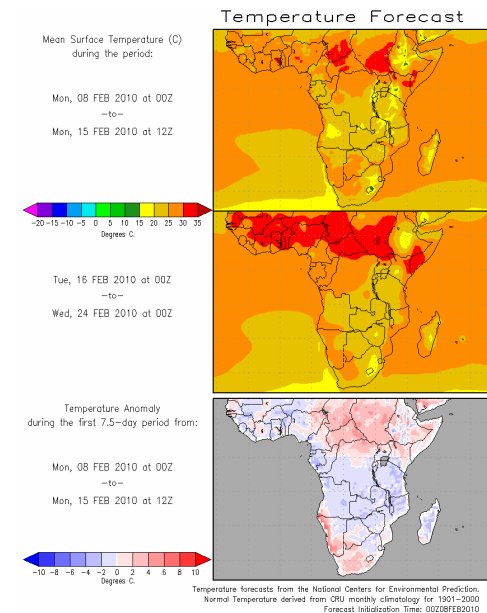 Temperature Forecast
Mean Surface Temperature (C)
during the period:
Mon, 08 FEB 2010 at 00Z
-to-
Mon, 15 FEB 2010 at 12Z
-20 -15 -10 -5 0 5 10 15 20 25 30 35
Degrees C.
Tue, 16 FEB 2010 at 00Z
-to-
Wed, 24 FEB 2010 at 00Z
Temperature Anomaly
during the first 7.5-day period from:
Mon, 08 FEB 2010 at 00Z
-to-
Mon, 15 FEB 2010 at 12Z
-10 -8 -6 -4 -2 0 2 4 6 8 10
Degrees C.
Temperature forecasts from the National Centers for Environmental Prediction.
Normal Temperature derived from CRU monthly climatology for 1901-2000
Forecast Initialization Time: 00Z08FEB2010